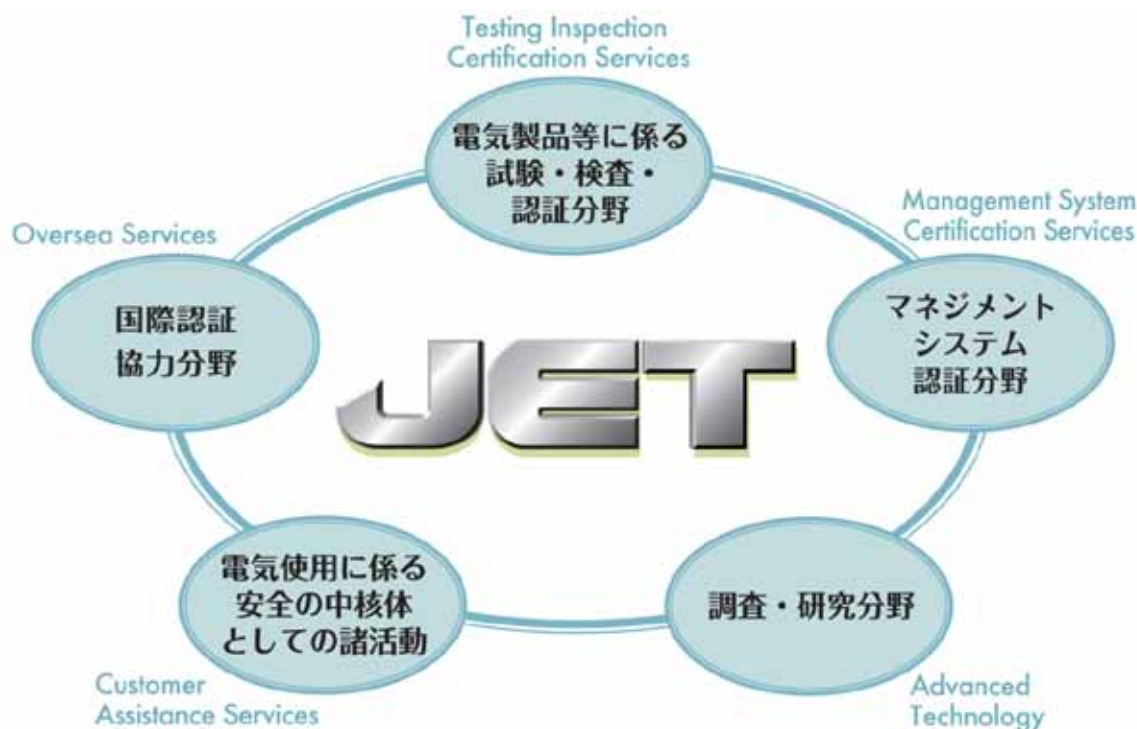 Testing Inspection
Certification Services
電気製品等に係る
試験・検査・
認証分野
Management System
Certification Services
マネジメント
システム
認証分野
Oversea Services
国際認証
協力分野
JET
電気使用に係る
安全の中核体
としての諸活動
Customer
Assistance Services
調査・研究分野
Advanced
Technology